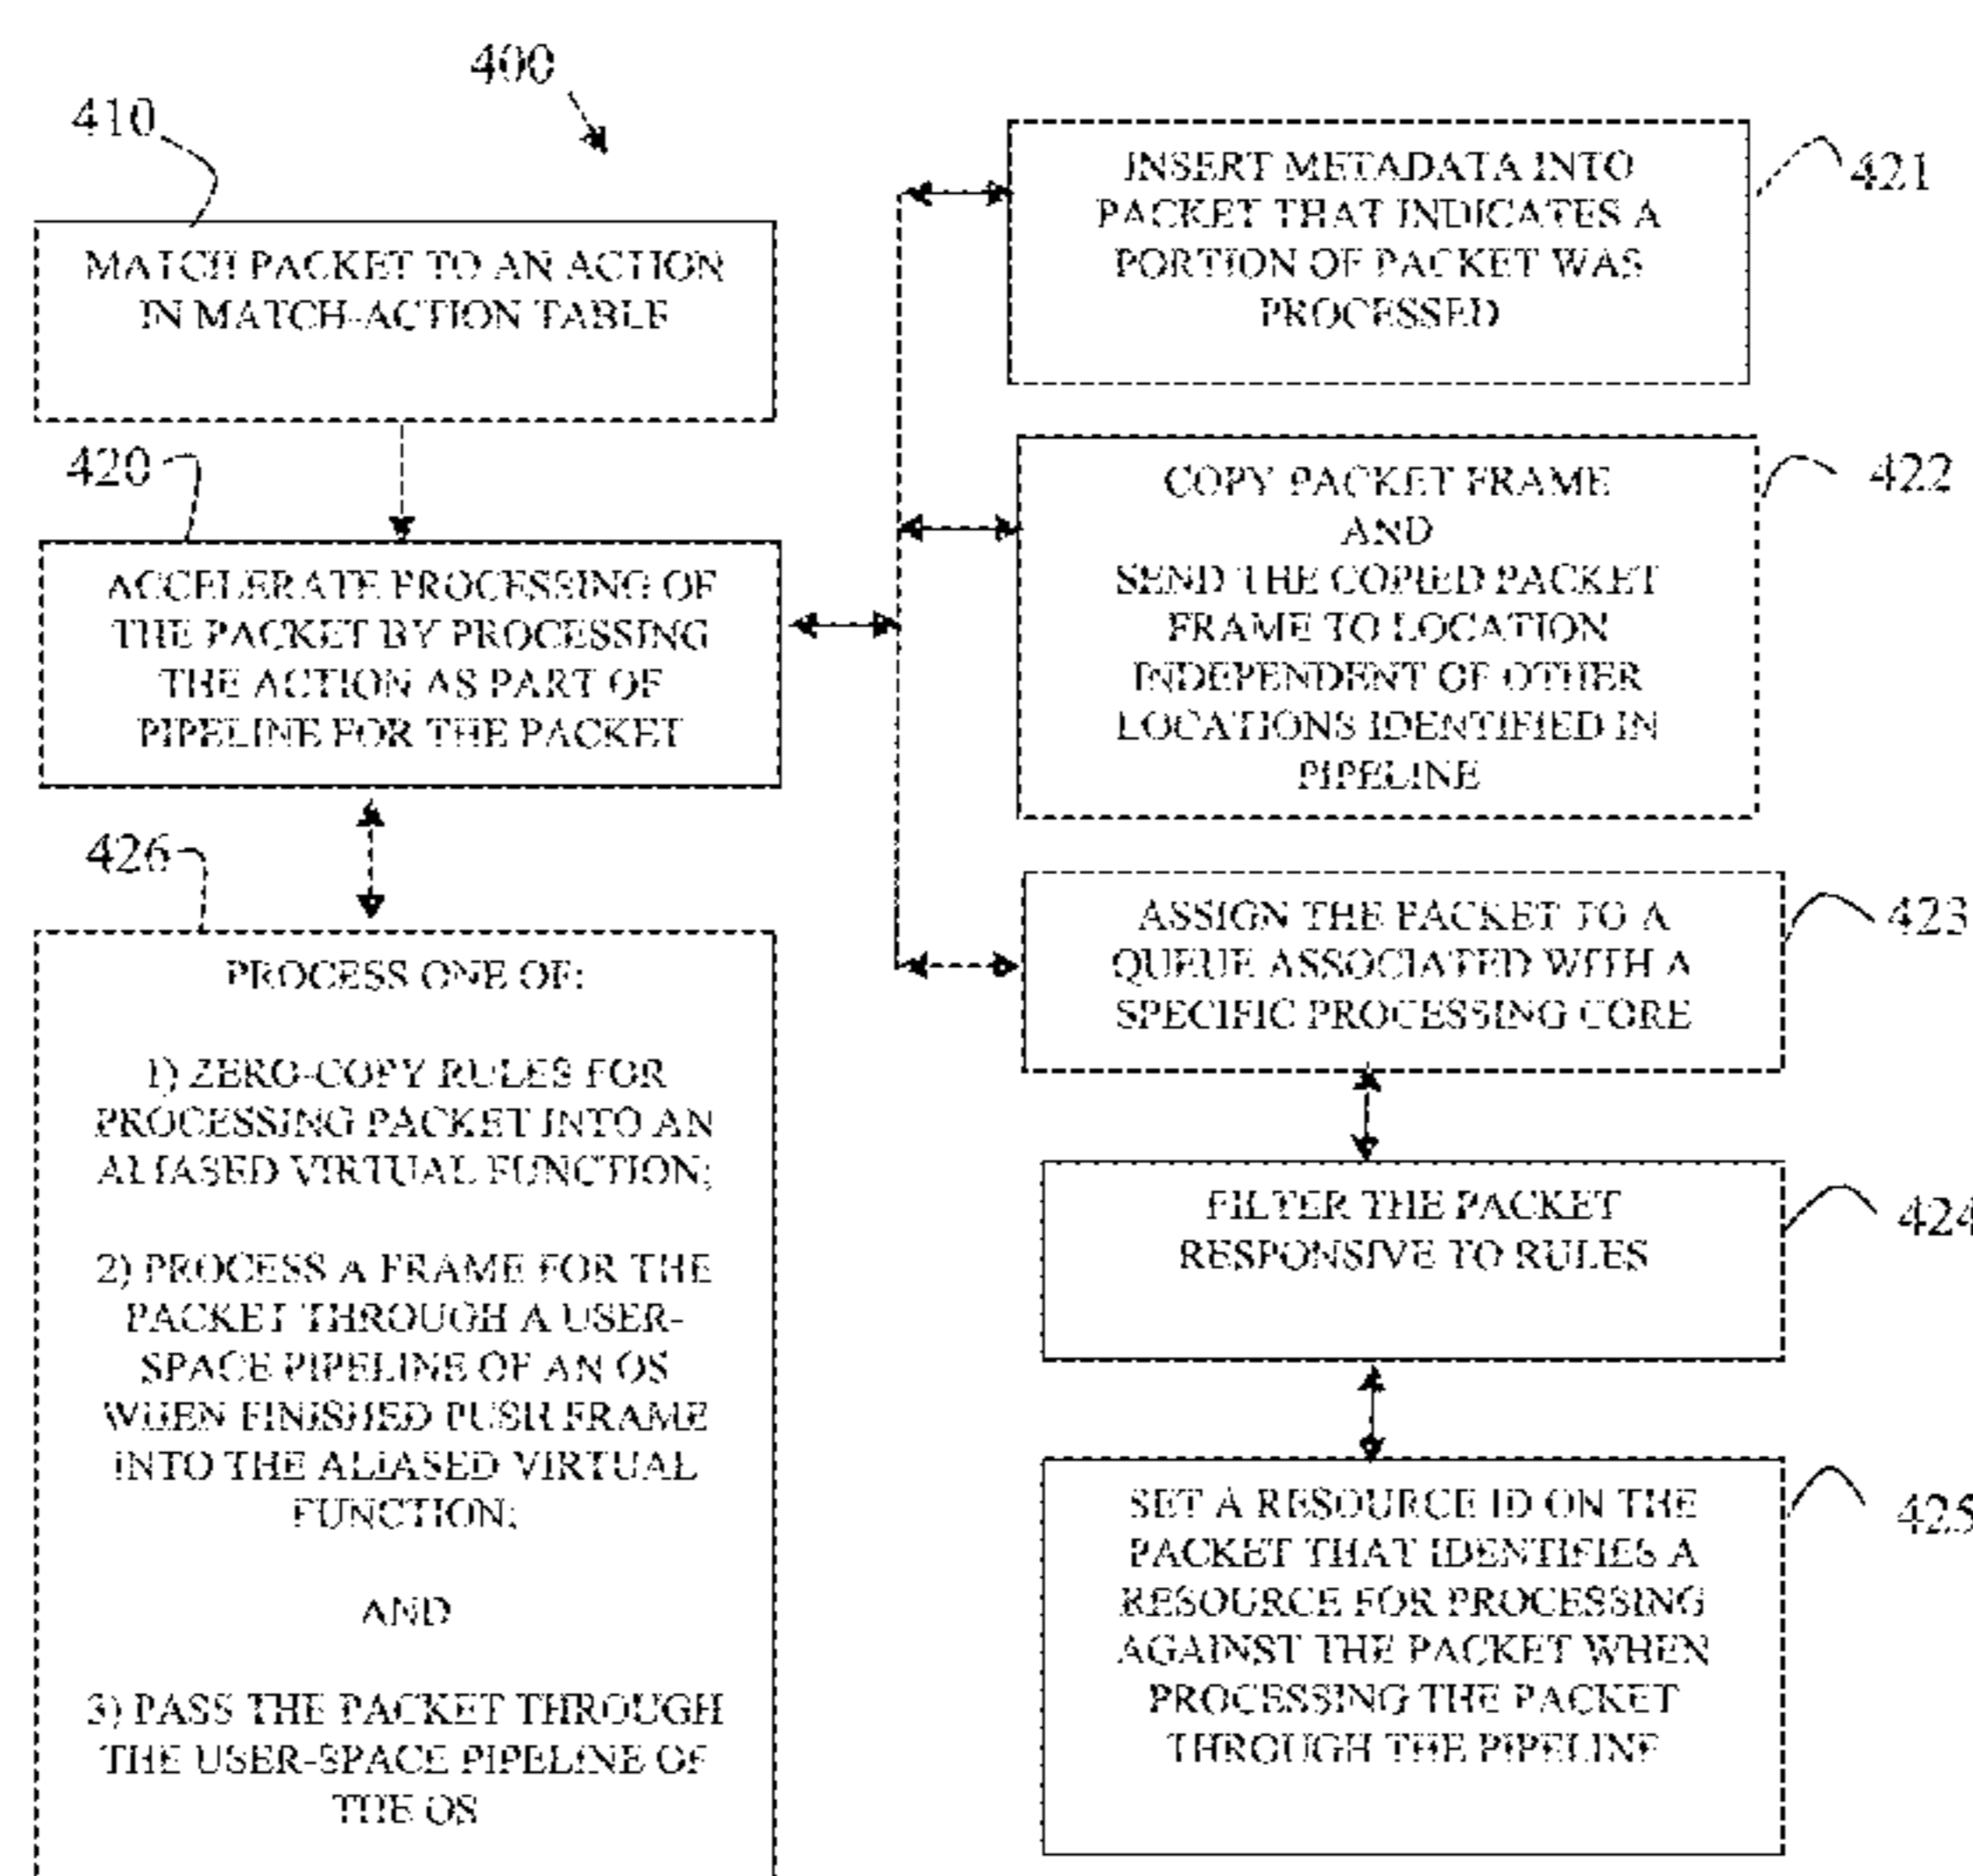 400
410
MATCH PACKET TO AN ACTION
IN MATCH-ACTION TABLE
420
ACCELERATE PROCESSING OF
THE PACKET BY PROCESSING
THE ACTION AS PART OF
PIPELINE FOR THE PACKET
426
PROCESS ONE OF:
1) ZERO-COPY RULES FOR
PROCESSING PACKET INTO AN
ALIASED VIRTUAL FUNCTION;
2) PROCESS A FRAME FOR THE
PACKET THROUGH A USER-
SPACE PIPELINE OF AN OS
WHEN FINISHED PUSH FRAME
INTO THE ALIASED VIRTUAL
FUNCTION;
AND
3) PASS THE PACKET THROUGH
THE USER-SPACE PIPELINE OF
THE OS
INSERT METADATA INTO
PACKET THAT INDICATES A
PORTION OF PACKET WAS
PROCESSED
421
COPY PACKET FRAME
AND
SEND THE COPIED PACKET
FRAME TO LOCATION
INDEPENDENT OF OTHER
LOCATIONS IDENTIFIED IN
PIPELINE
422
ASSIGN THE PACKET TO A
QUEUE ASSOCIATED WITH A
SPECIFIC PROCESSING CORE
423
FILTER THE PACKET
RESPONSIVE TO RULES
424
SET A RESOURCE ID ON THE
PACKET THAT IDENTIFIES A
RESOURCE FOR PROCESSING
AGAINST THE PACKET WHEN
PROCESSING THE PACKET
THROUGH THE PIPELINE
425